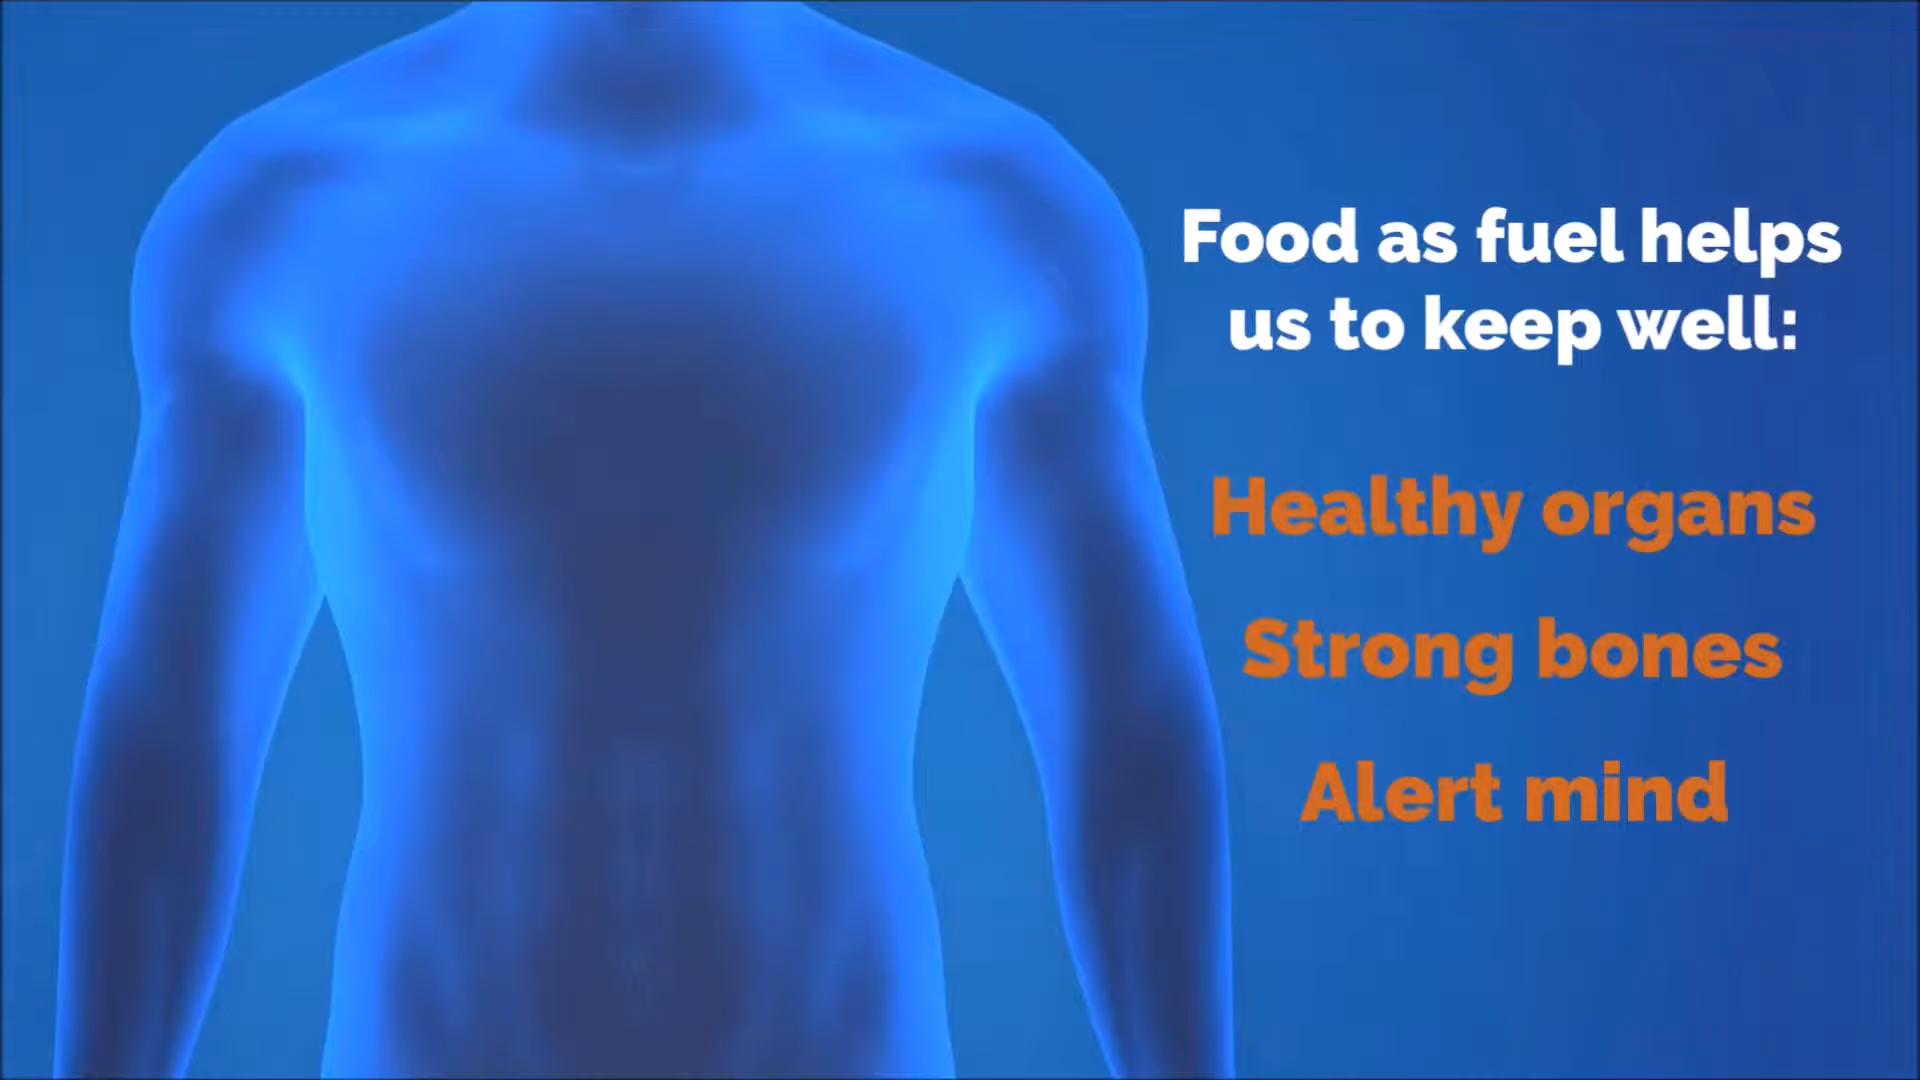 Food as fuel helps
us to keep well:
Healthy organs
Strong bones
Alert mind